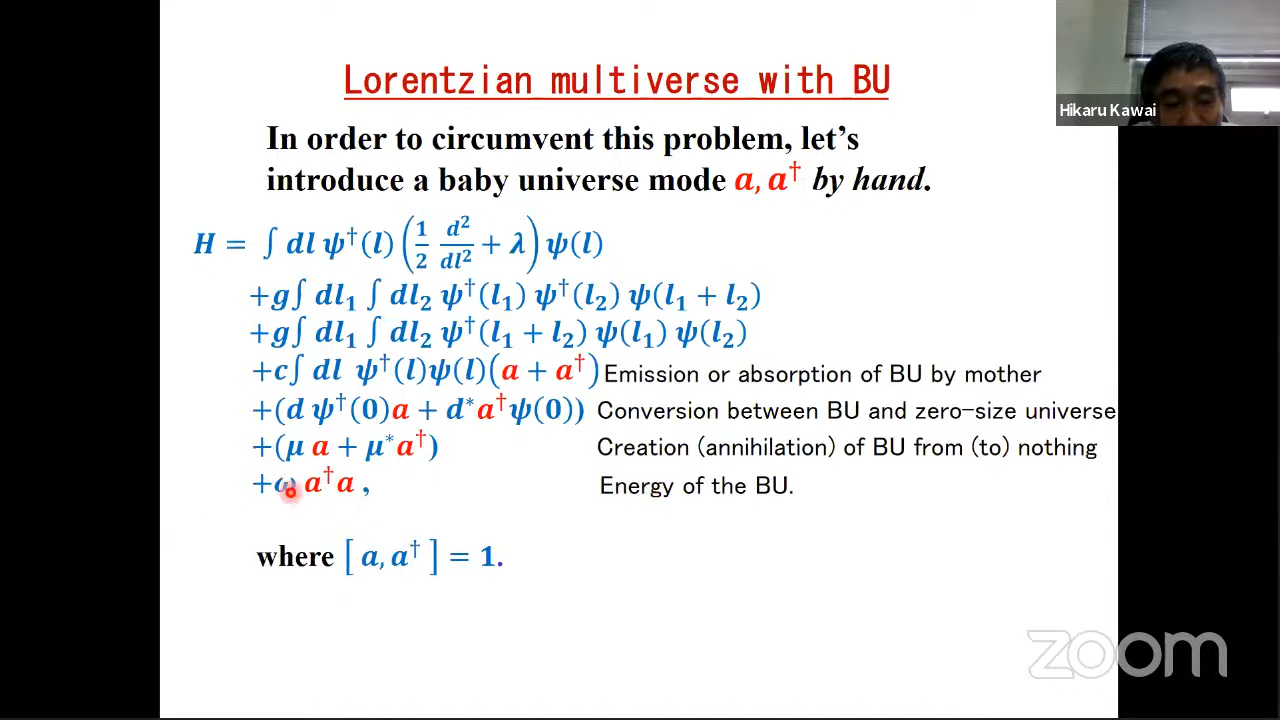 Lorentzian multiverse with BU
Hikaru Kawai
In order to circumvent this problem, let's
introduce a baby universe mode a, a† by hand.
H = ∫ dl ψ†(l) (1/2 d²/dl² + λ) ψ(l)
+g∫ dl₁ ∫ dl₂ ψ†(l₁) ψ†(l₂) ψ(l₁ + l₂)
+g∫ dl₁ ∫ dl₂ ψ†(l₁ + l₂) ψ(l₁) ψ(l₂)
+c∫ dl ψ†(l)ψ(l)(a + a†) Emission or absorption of BU by mother
+(d ψ†(0)a + d*a†ψ(0)) Conversion between BU and zero-size universe
+(μ a + μ*a†) Creation (annihilation) of BU from (to) nothing
+ω a†a , Energy of the BU.
where [ a, a† ] = 1.
zoom